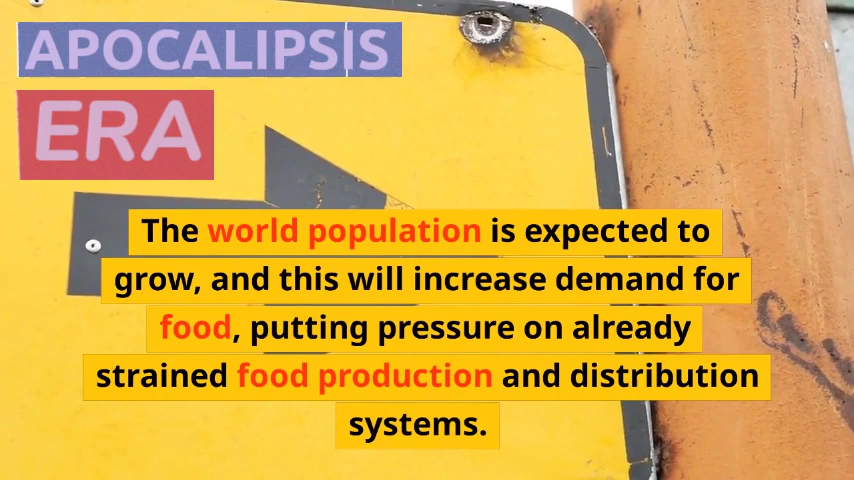 APOCALIPSIS
ERA
The world population is expected to
grow, and this will increase demand for
food, putting pressure on already
strained food production and distribution
systems.